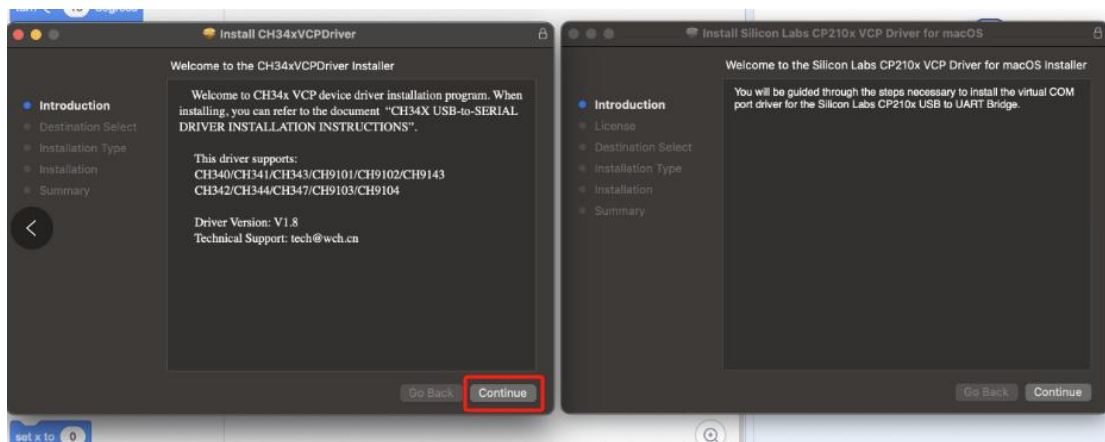 turn 15 degrees
Install CH34xVCPDriver
Welcome to the CH34xVCPDriver Installer
Introduction
Destination Select
Installation Type
Installation
Summary
Welcome to CH34x VCP device driver installation program. When
installing, you can refer to the document “CH34X USB-to-SERIAL
DRIVER INSTALLATION INSTRUCTIONS”.
This driver supports:
CH340/CH341/CH343/CH9101/CH9102/CH9143
CH342/CH344/CH347/CH9103/CH9104
Driver Version: V1.8
Technical Support: tech@wch.cn
Go Back
Continue
Install Silicon Labs CP210x VCP Driver for macOS
Welcome to the Silicon Labs CP210x VCP Driver for macOS Installer
Introduction
License
Destination Select
Installation Type
Installation
Summary
You will be guided through the steps necessary to install the virtual COM
port driver for the Silicon Labs CP210x USB to UART Bridge.
Go Back
Continue
set x to 0